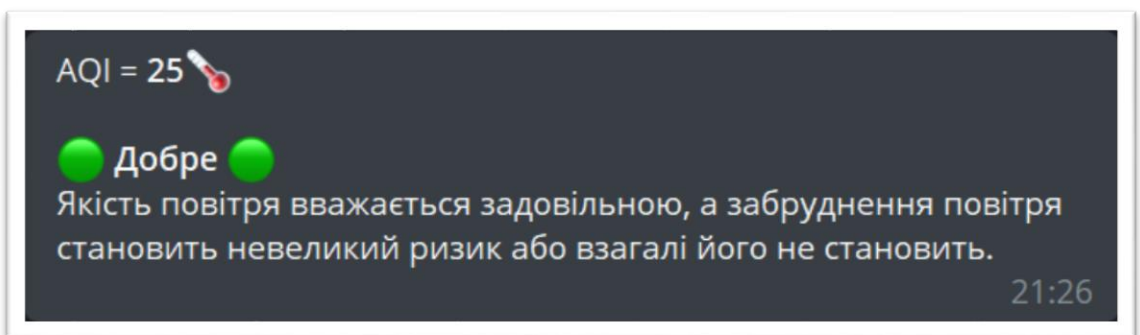 AQI = 25🌡️
🟢 Добре 🟢
Якість повітря вважається задовільною, а забруднення повітря
становить невеликий ризик або взагалі його не становить.
21:26